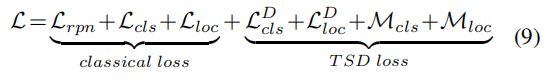 ℒ = ℒ_rpn + ℒ_cls + ℒ_loc + ℒ^D_cls + ℒ^D_loc + ℳ_cls + ℳ_loc (9)
classical loss TSD loss